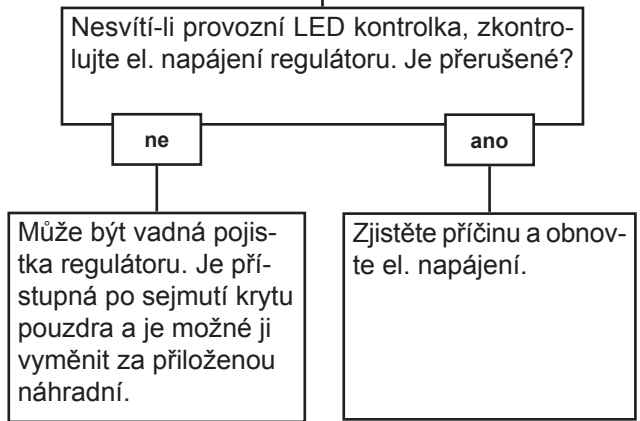 Nesvítí-li provozní LED kontrolka, zkontro-
lujte el. napájení regulátoru. Je přerušené?
ne
ano
Může být vadná pojis-
tka regulátoru. Je pří-
stupná po sejmutí krytu
pouzdra a je možné ji
vyměnit za přiloženou
náhradní.
Zjistěte příčinu a obnov-
te el. napájení.